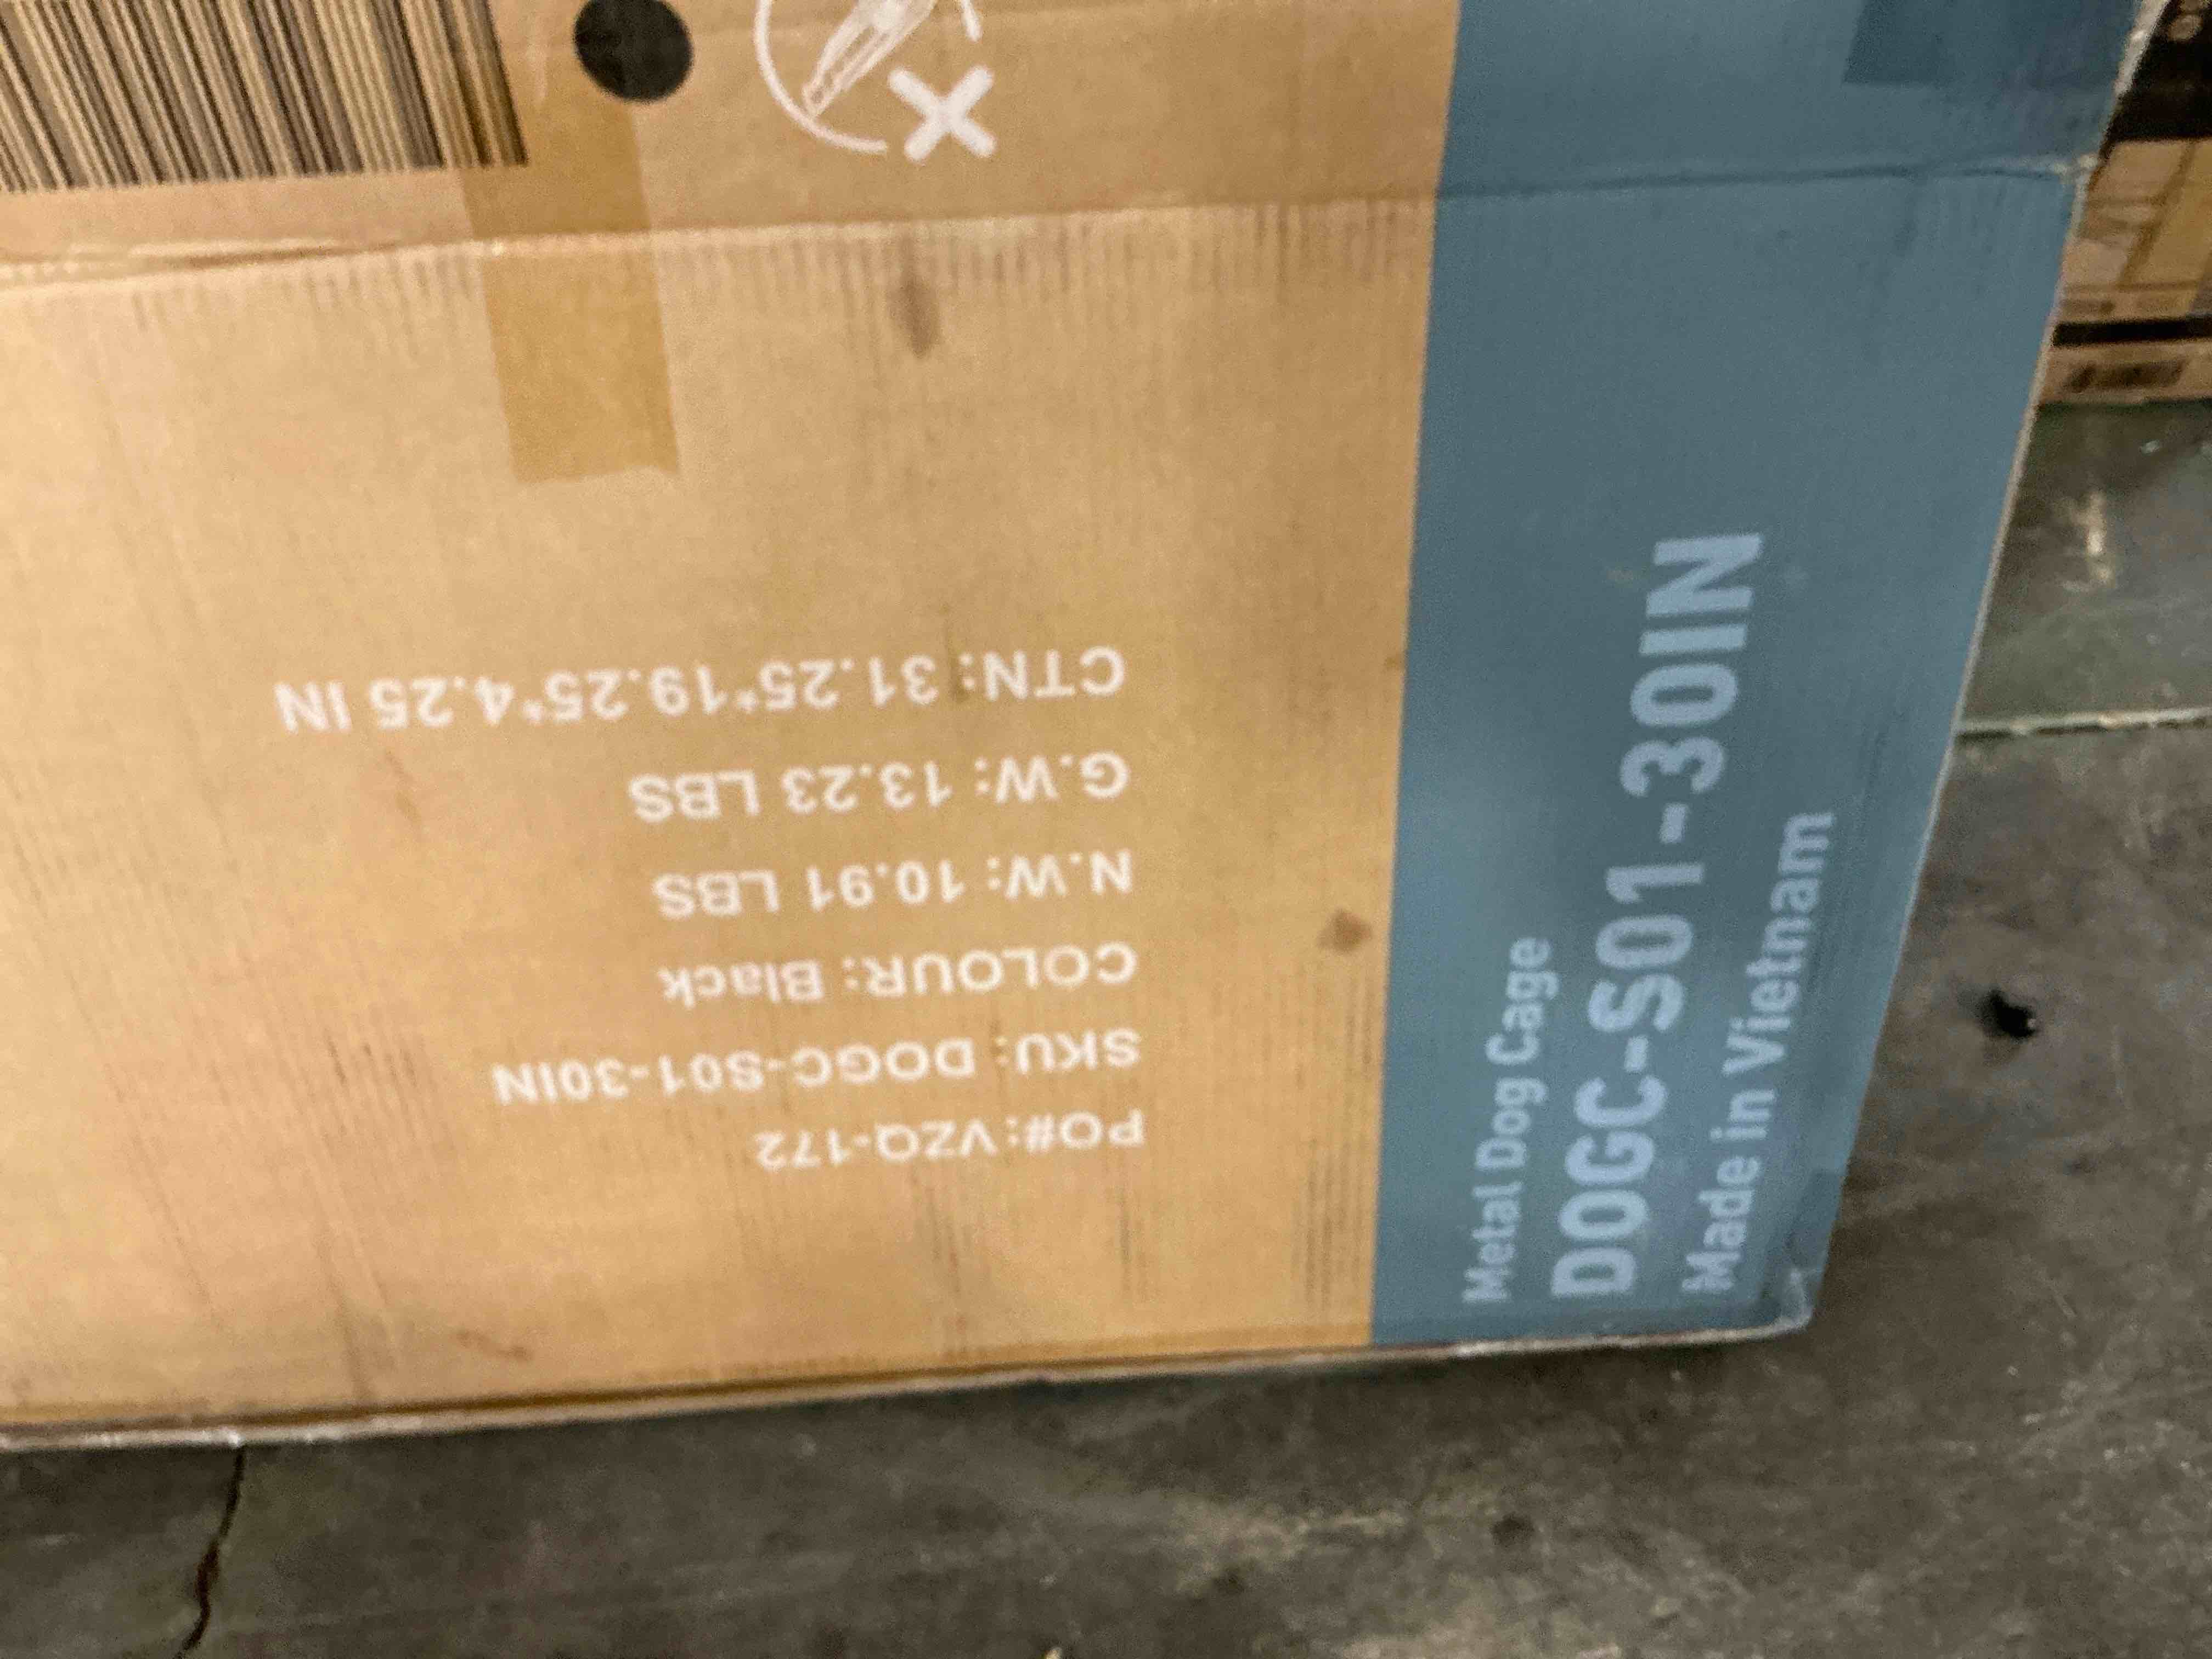 PO#:VZQ-172
SKU: DOGC-S01-30IN
COLOUR: Black
N.W: 10.91 LBS
G.W: 13.23 LBS
CTN: 31.25*19.25*4.25 IN
Metal Dog Cage
DOGC-S01-30IN
Made in Vietnam